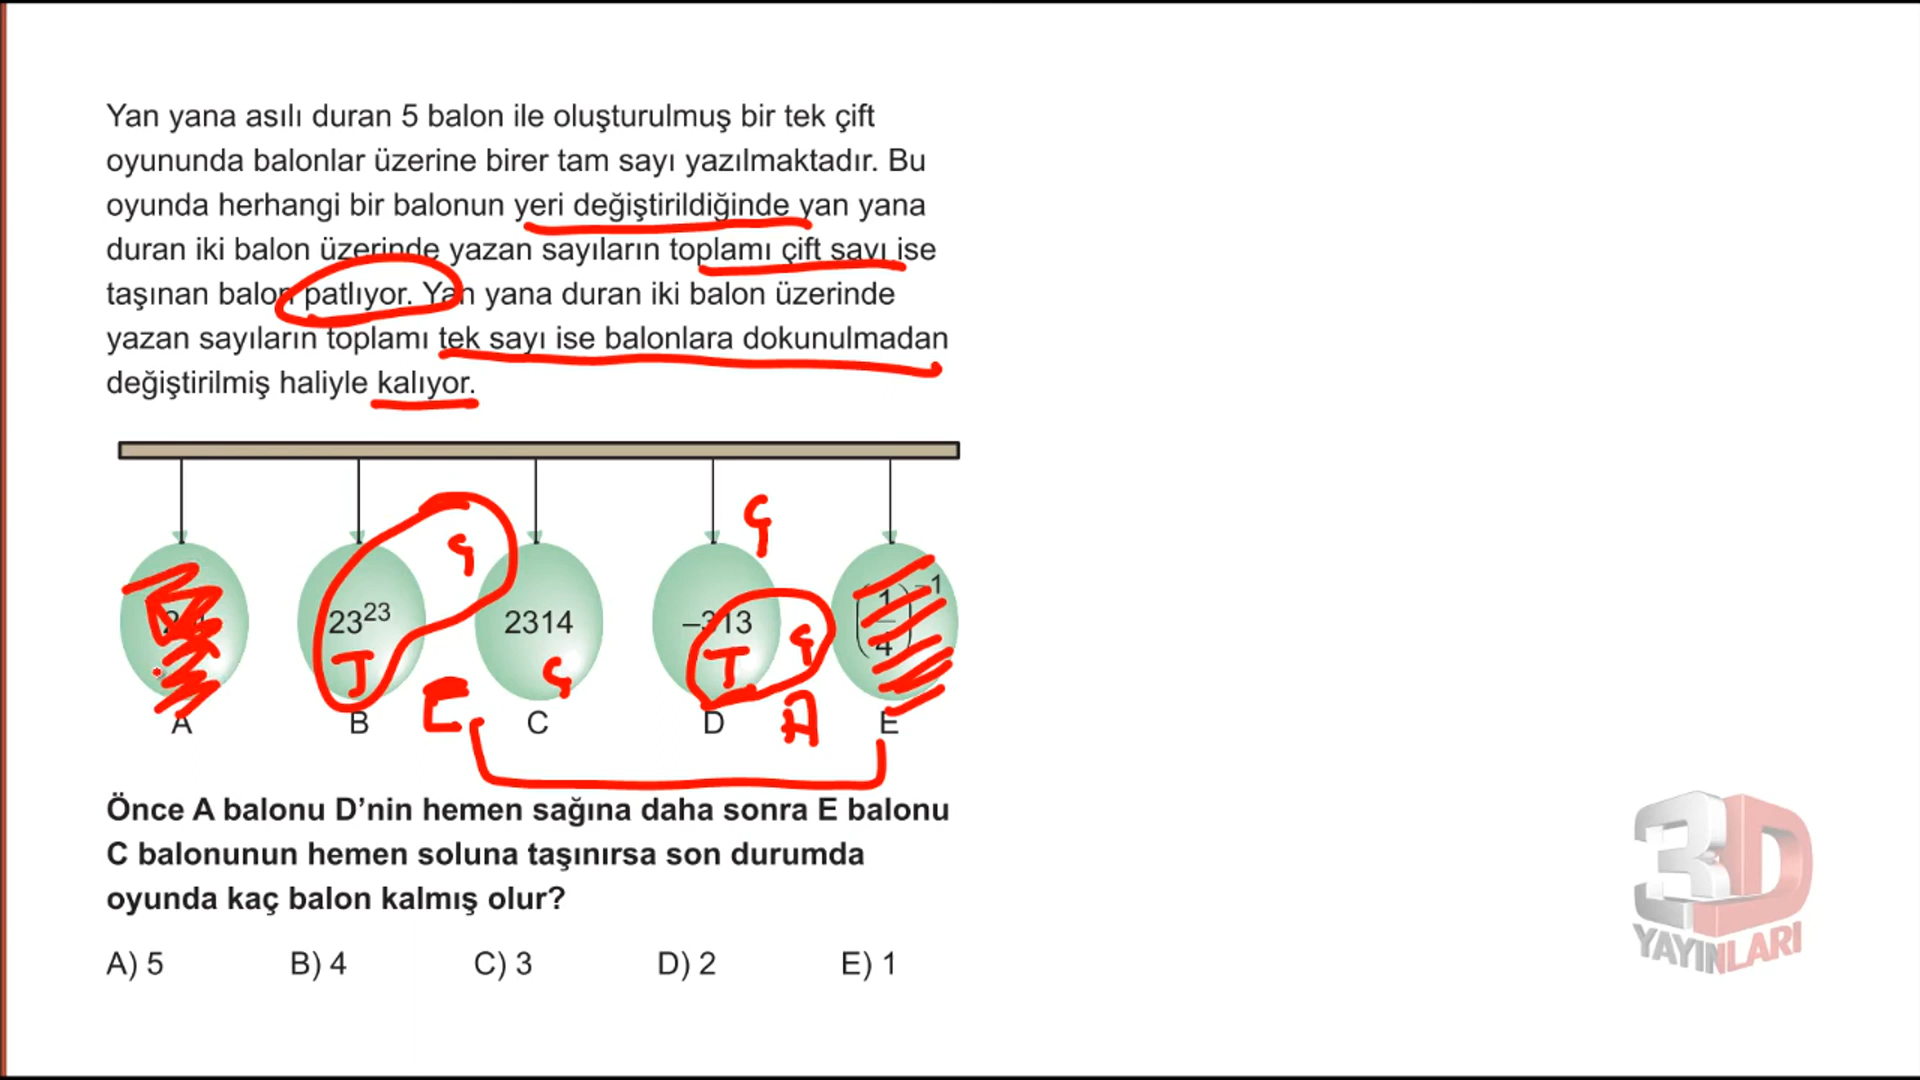 Yan yana asılı duran 5 balon ile oluşturulmuş bir tek çift
oyununda balonlar üzerine birer tam sayı yazılmaktadır. Bu
oyunda herhangi bir balonun yeri değiştirildiğinde yan yana
duran iki balon üzerinde yazan sayıların toplamı çift sayı ise
taşınan balon patlıyor. Yan yana duran iki balon üzerinde
yazan sayıların toplamı tek sayı ise balonlara dokunulmadan
değiştirilmiş haliyle kalıyor.
Ç
Ç
23²³ 2314 –313 (1/4)⁻¹
T Ç T Ç
E A
A B C D E
Önce A balonu D’nin hemen sağına daha sonra E balonu
C balonunun hemen soluna taşınırsa son durumda
oyunda kaç balon kalmış olur?
A) 5 B) 4 C) 3 D) 2 E) 1
3D
YAYINLARI